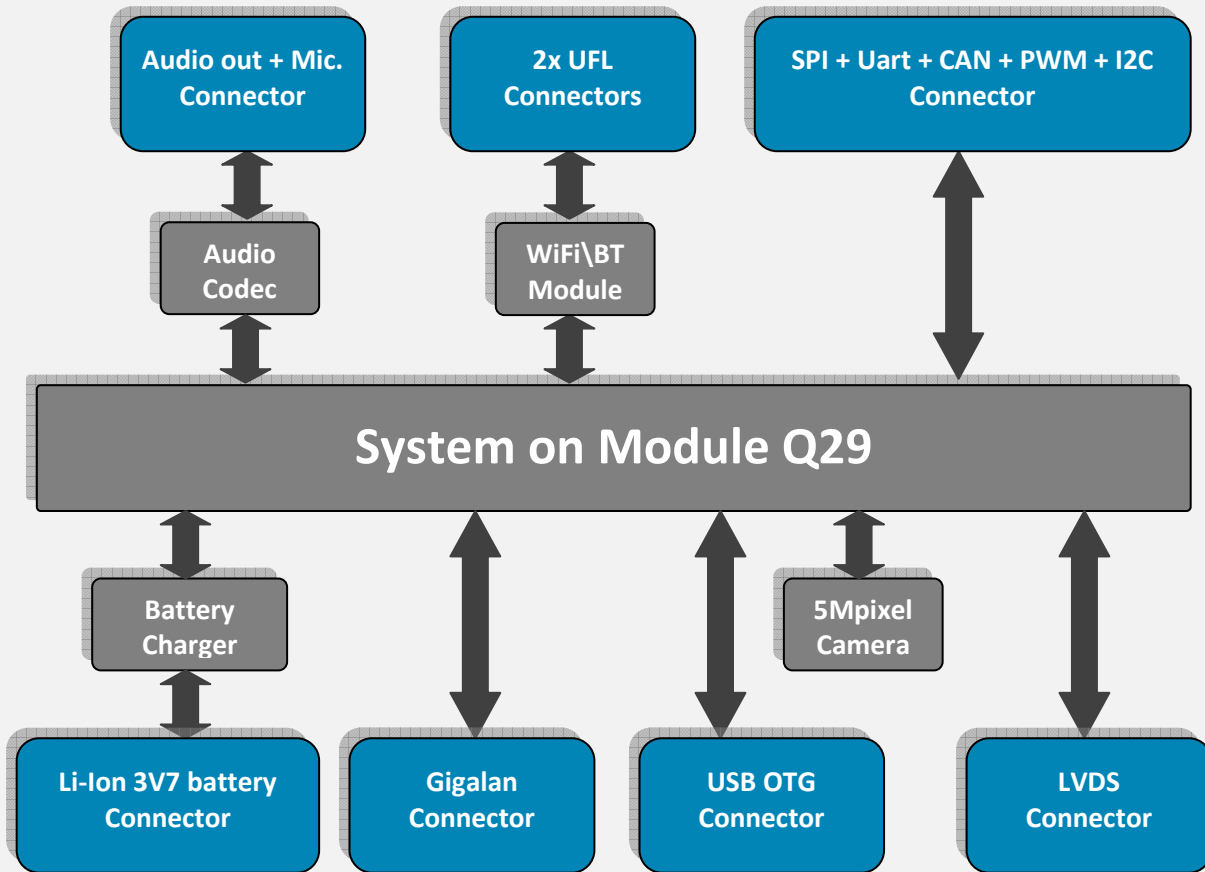 Audio out + Mic.
Connector
2x UFL
Connectors
SPI + Uart + CAN + PWM + I2C
Connector
Audio
Codec
WiFi\BT
Module
System on Module Q29
Battery
Charger
5Mpixel
Camera
Li-Ion 3V7 battery
Connector
Gigalan
Connector
USB OTG
Connector
LVDS
Connector